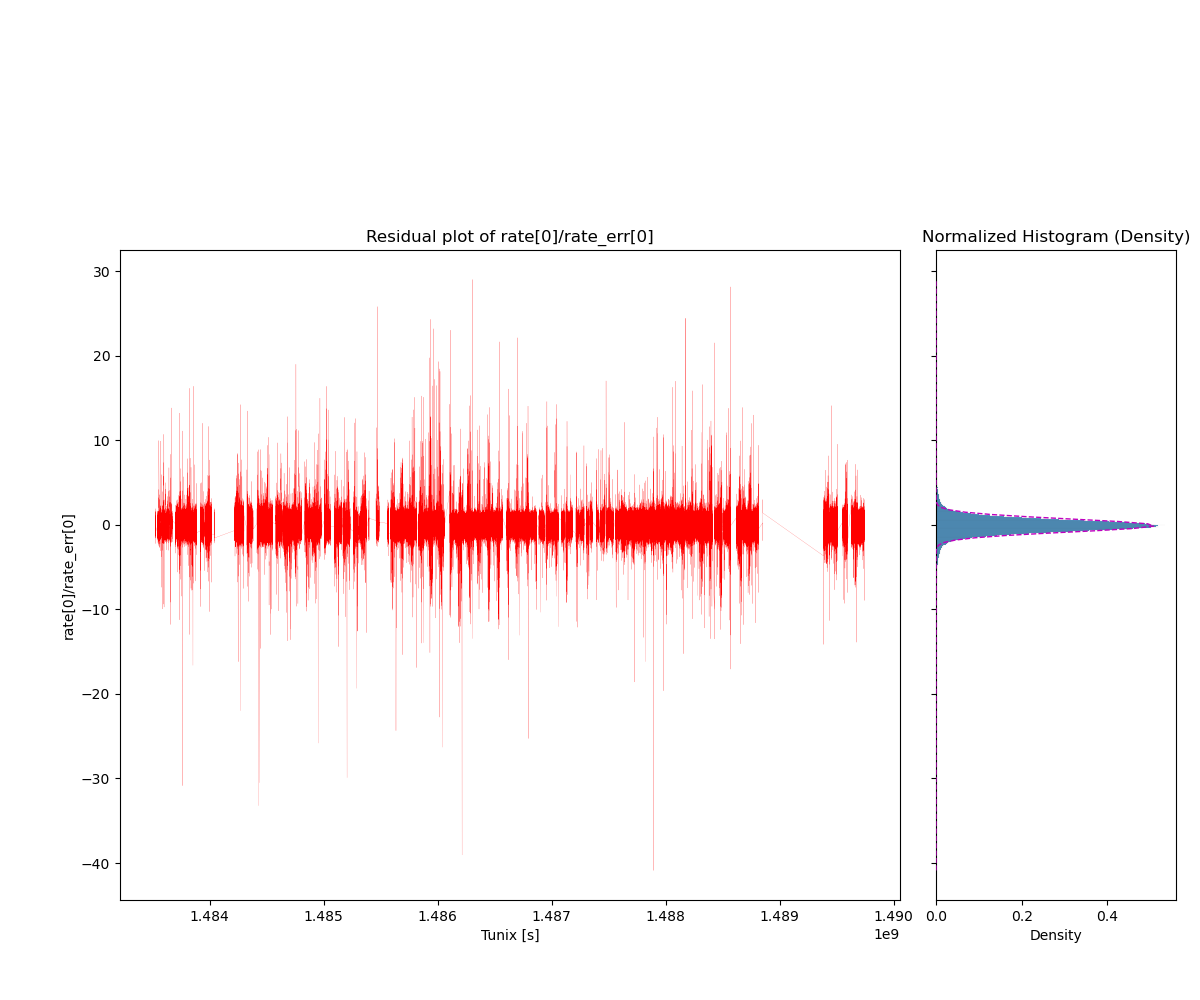 Residual plot of rate[0]/rate_err[0]
Normalized Histogram (Density)
rate[0]/rate_err[0]
30
20
10
0
−10
−20
−30
−40
1.484 1.485 1.486 1.487 1.488 1.489 1.490
1e9
Tunix [s]
0.0 0.2 0.4
Density